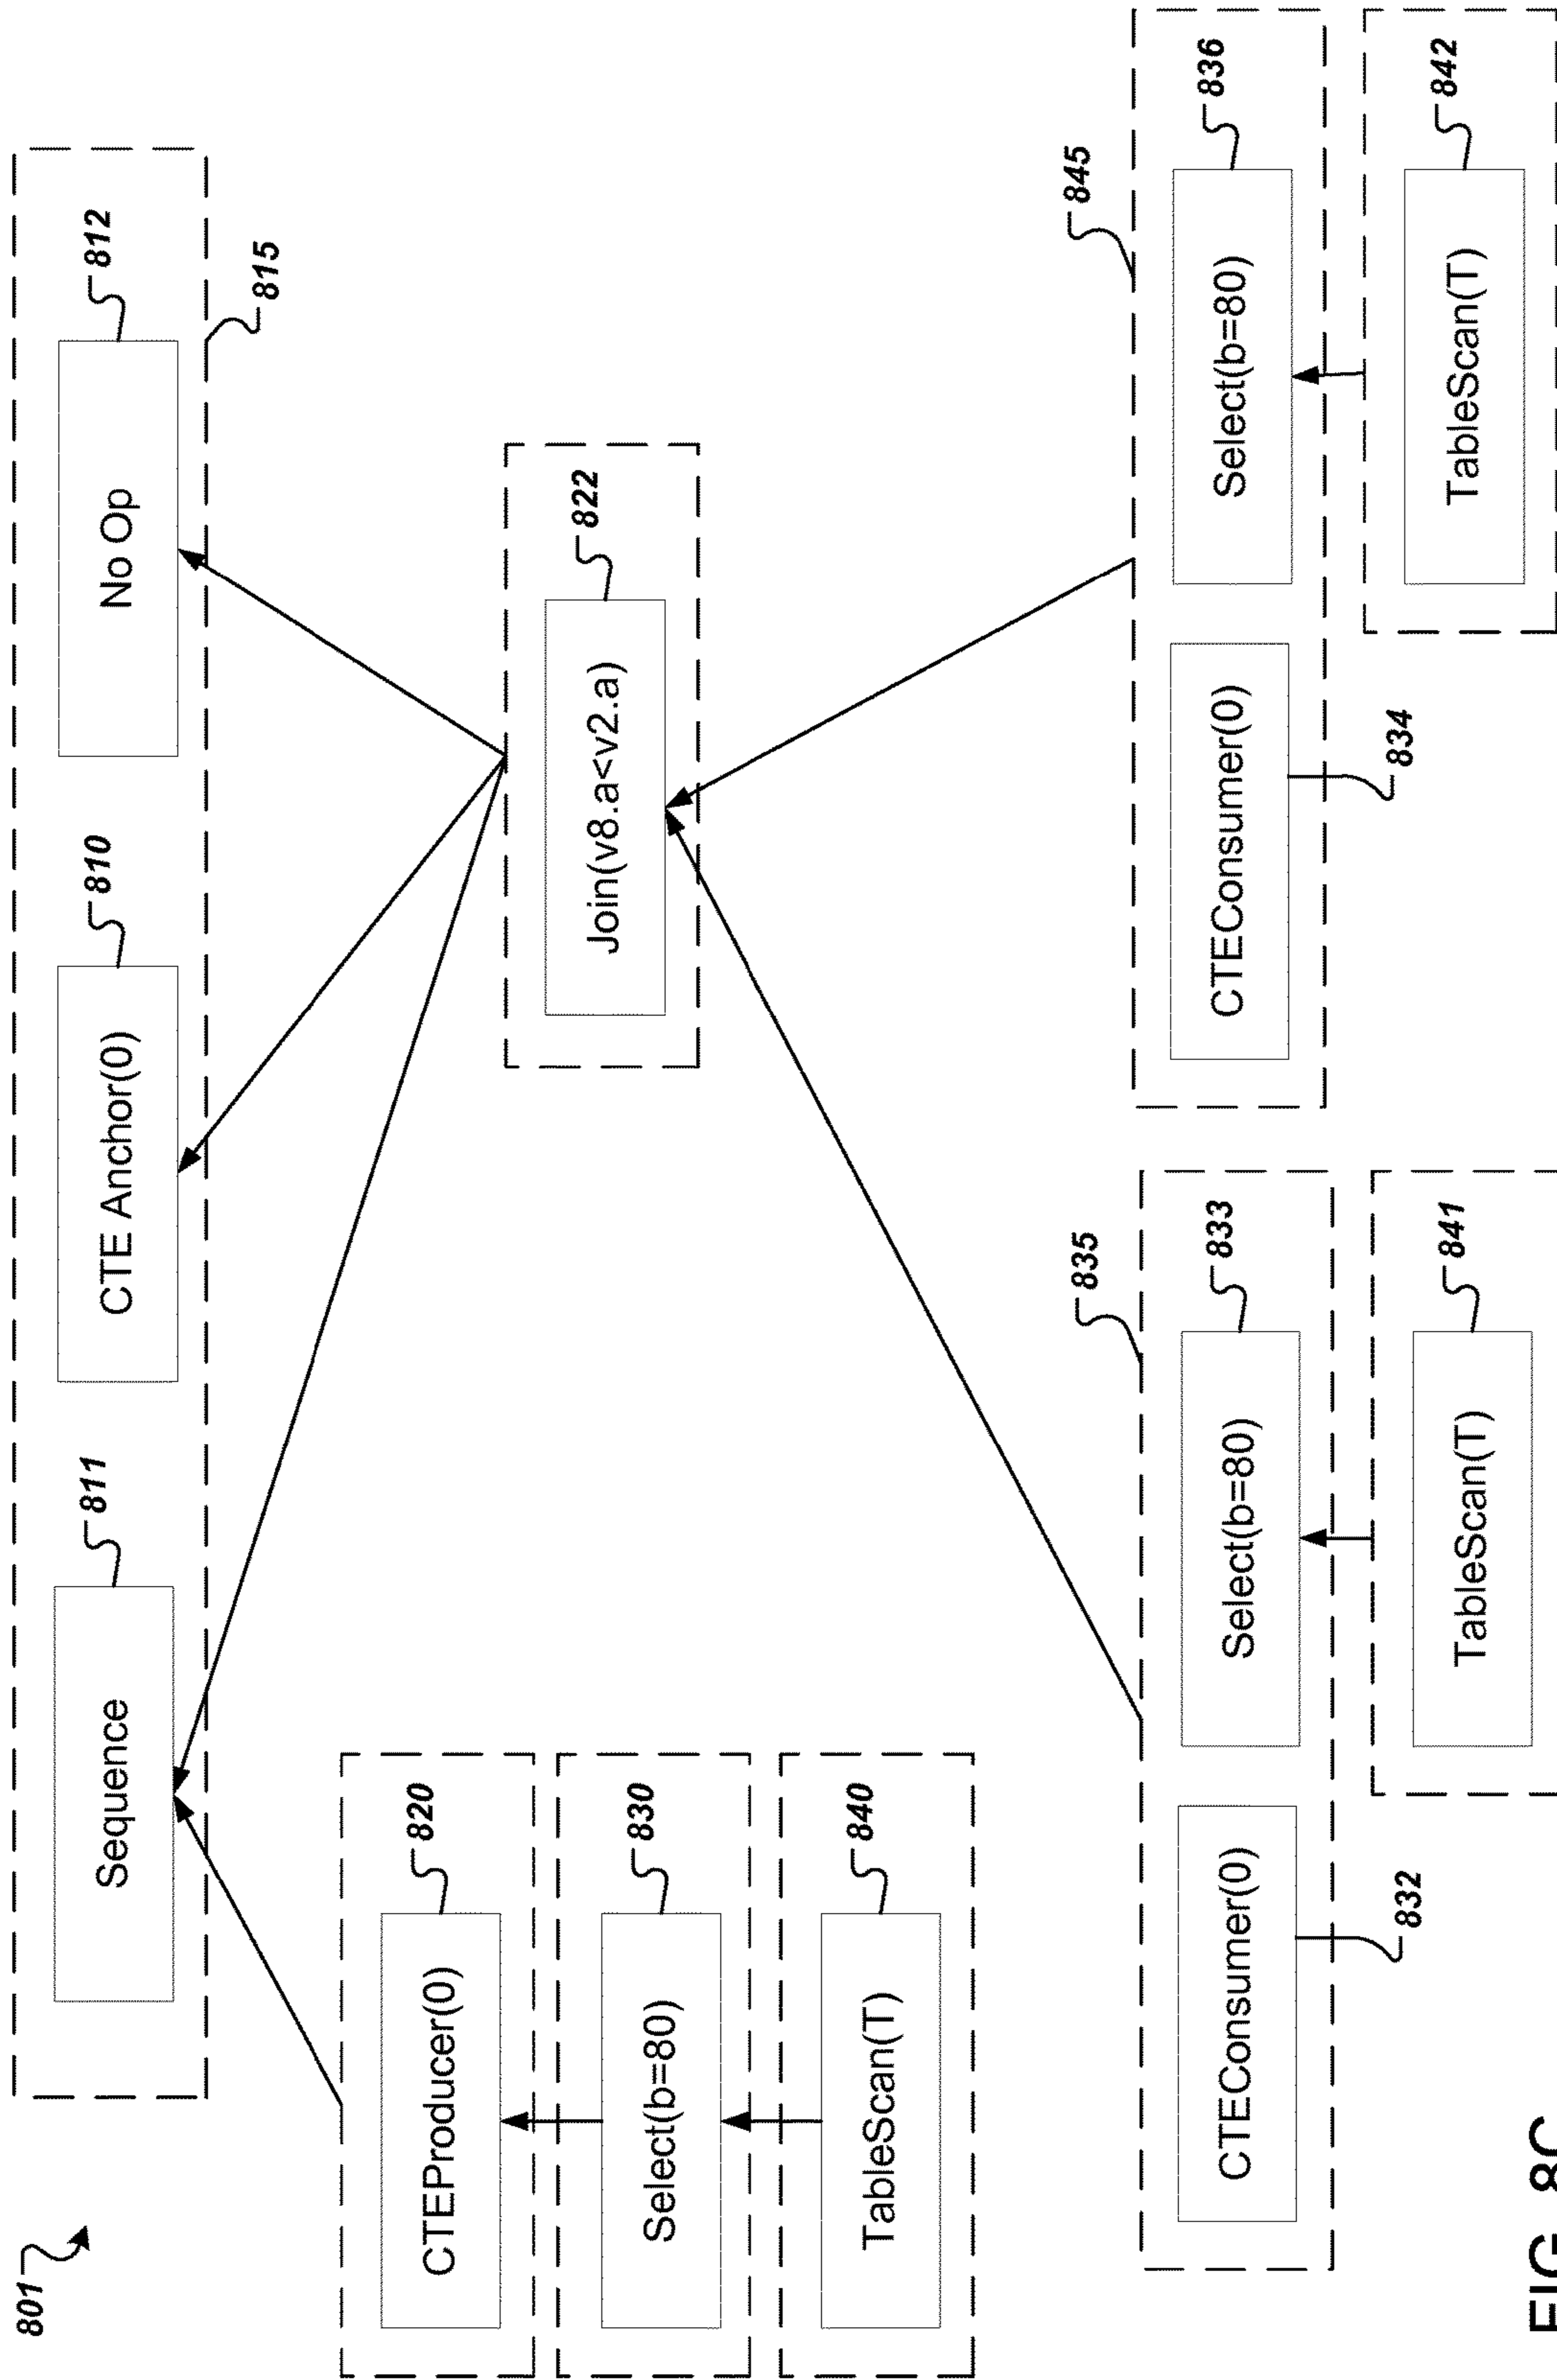 801
Sequence
811
CTE Anchor(0)
810
No Op
812
815
CTEProducer(0)
820
Join(v8.a<v2.a)
822
Select(b=80)
830
TableScan(T)
840
835
845
CTEConsumer(0)
832
Select(b=80)
833
CTEConsumer(0)
834
Select(b=80)
836
TableScan(T)
841
TableScan(T)
842
FIG. 8C